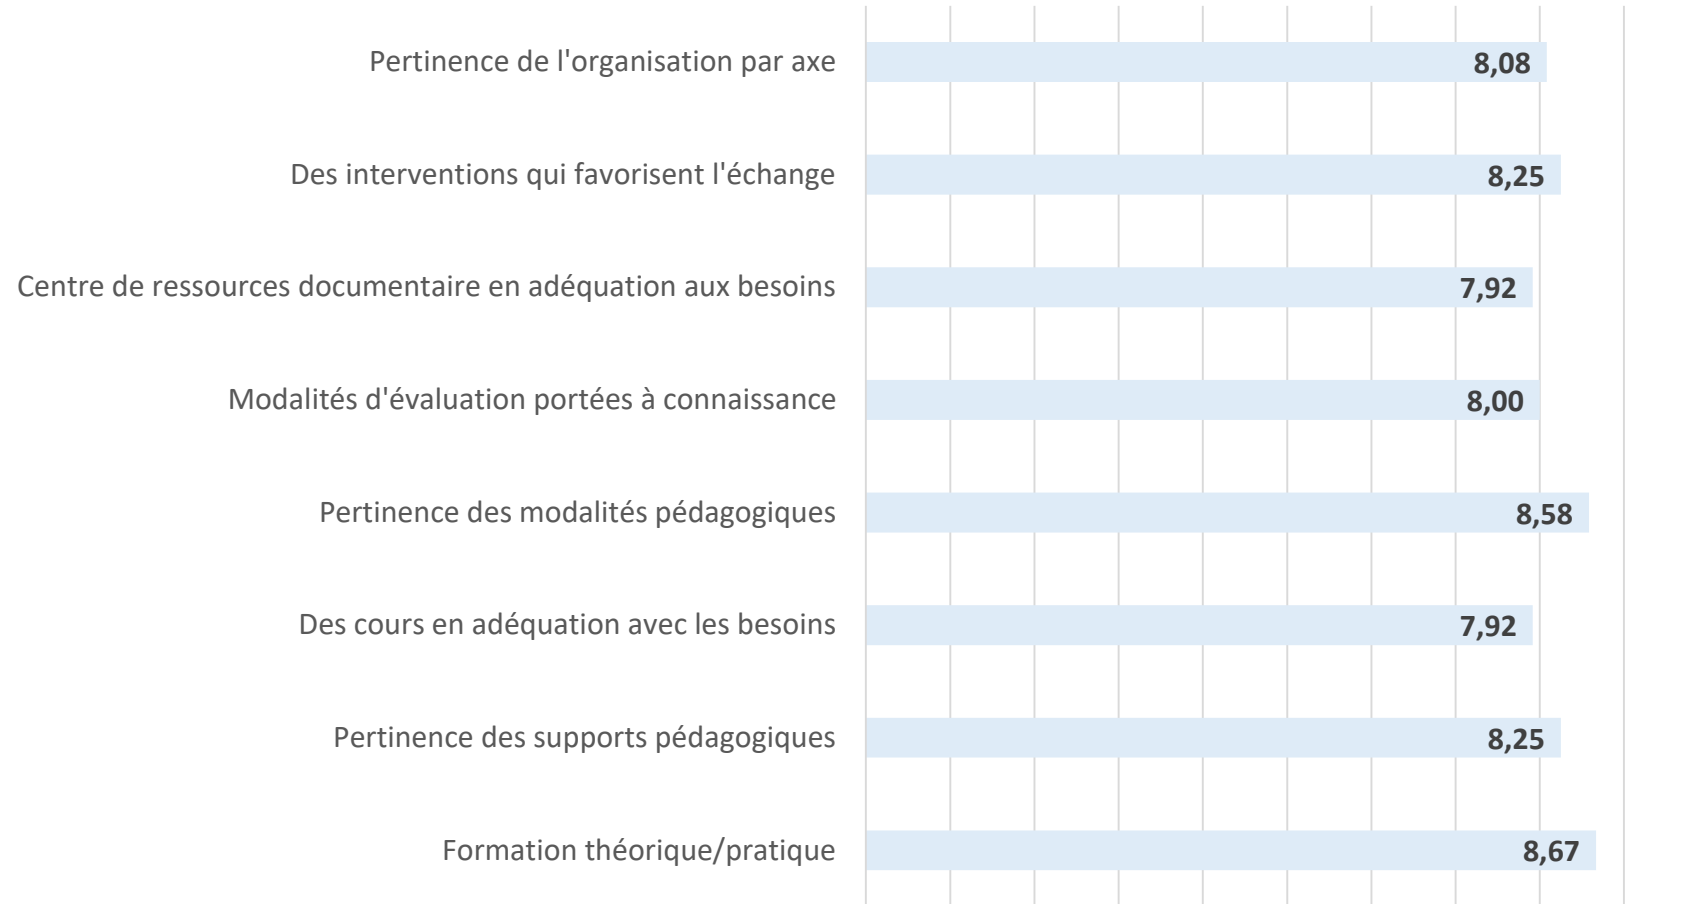 Pertinence de l'organisation par axe 8,08
Des interventions qui favorisent l'échange 8,25
Centre de ressources documentaire en adéquation aux besoins 7,92
Modalités d'évaluation portées à connaissance 8,00
Pertinence des modalités pédagogiques 8,58
Des cours en adéquation avec les besoins 7,92
Pertinence des supports pédagogiques 8,25
Formation théorique/pratique 8,67